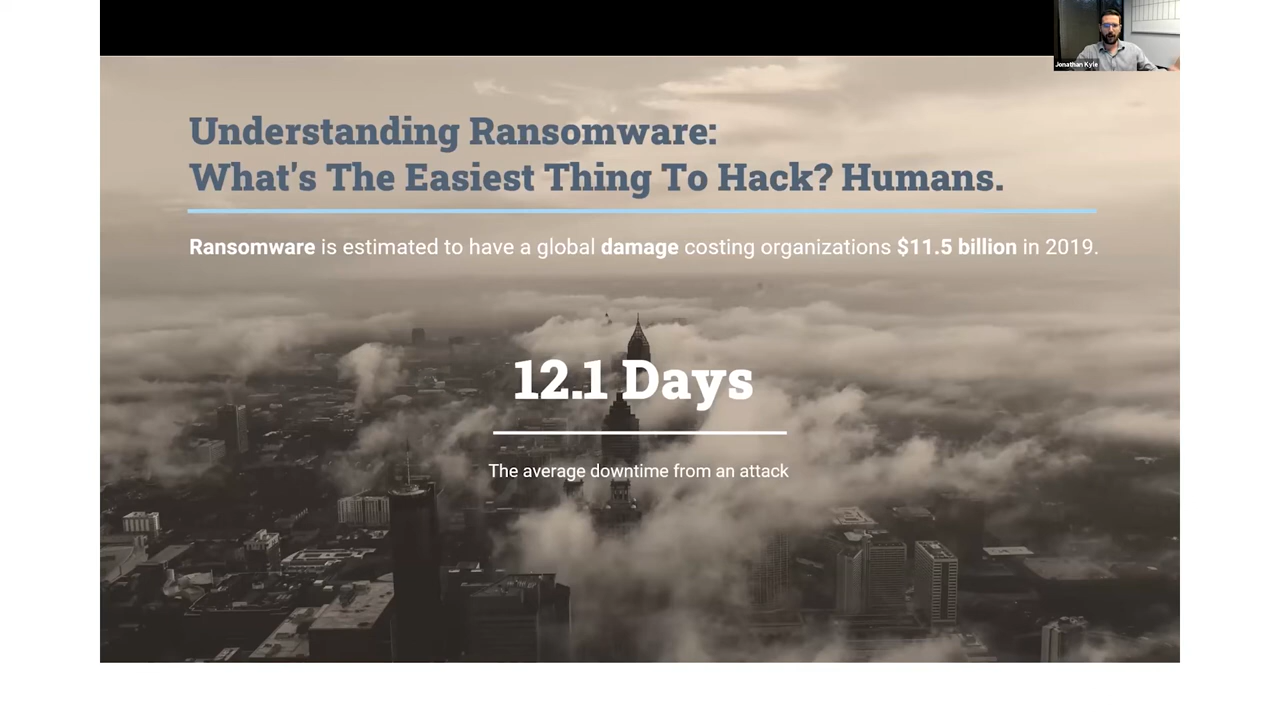 Jonathan Kyle
Understanding Ransomware:
What's The Easiest Thing To Hack? Humans.
Ransomware is estimated to have a global damage costing organizations $11.5 billion in 2019.
12.1 Days
The average downtime from an attack